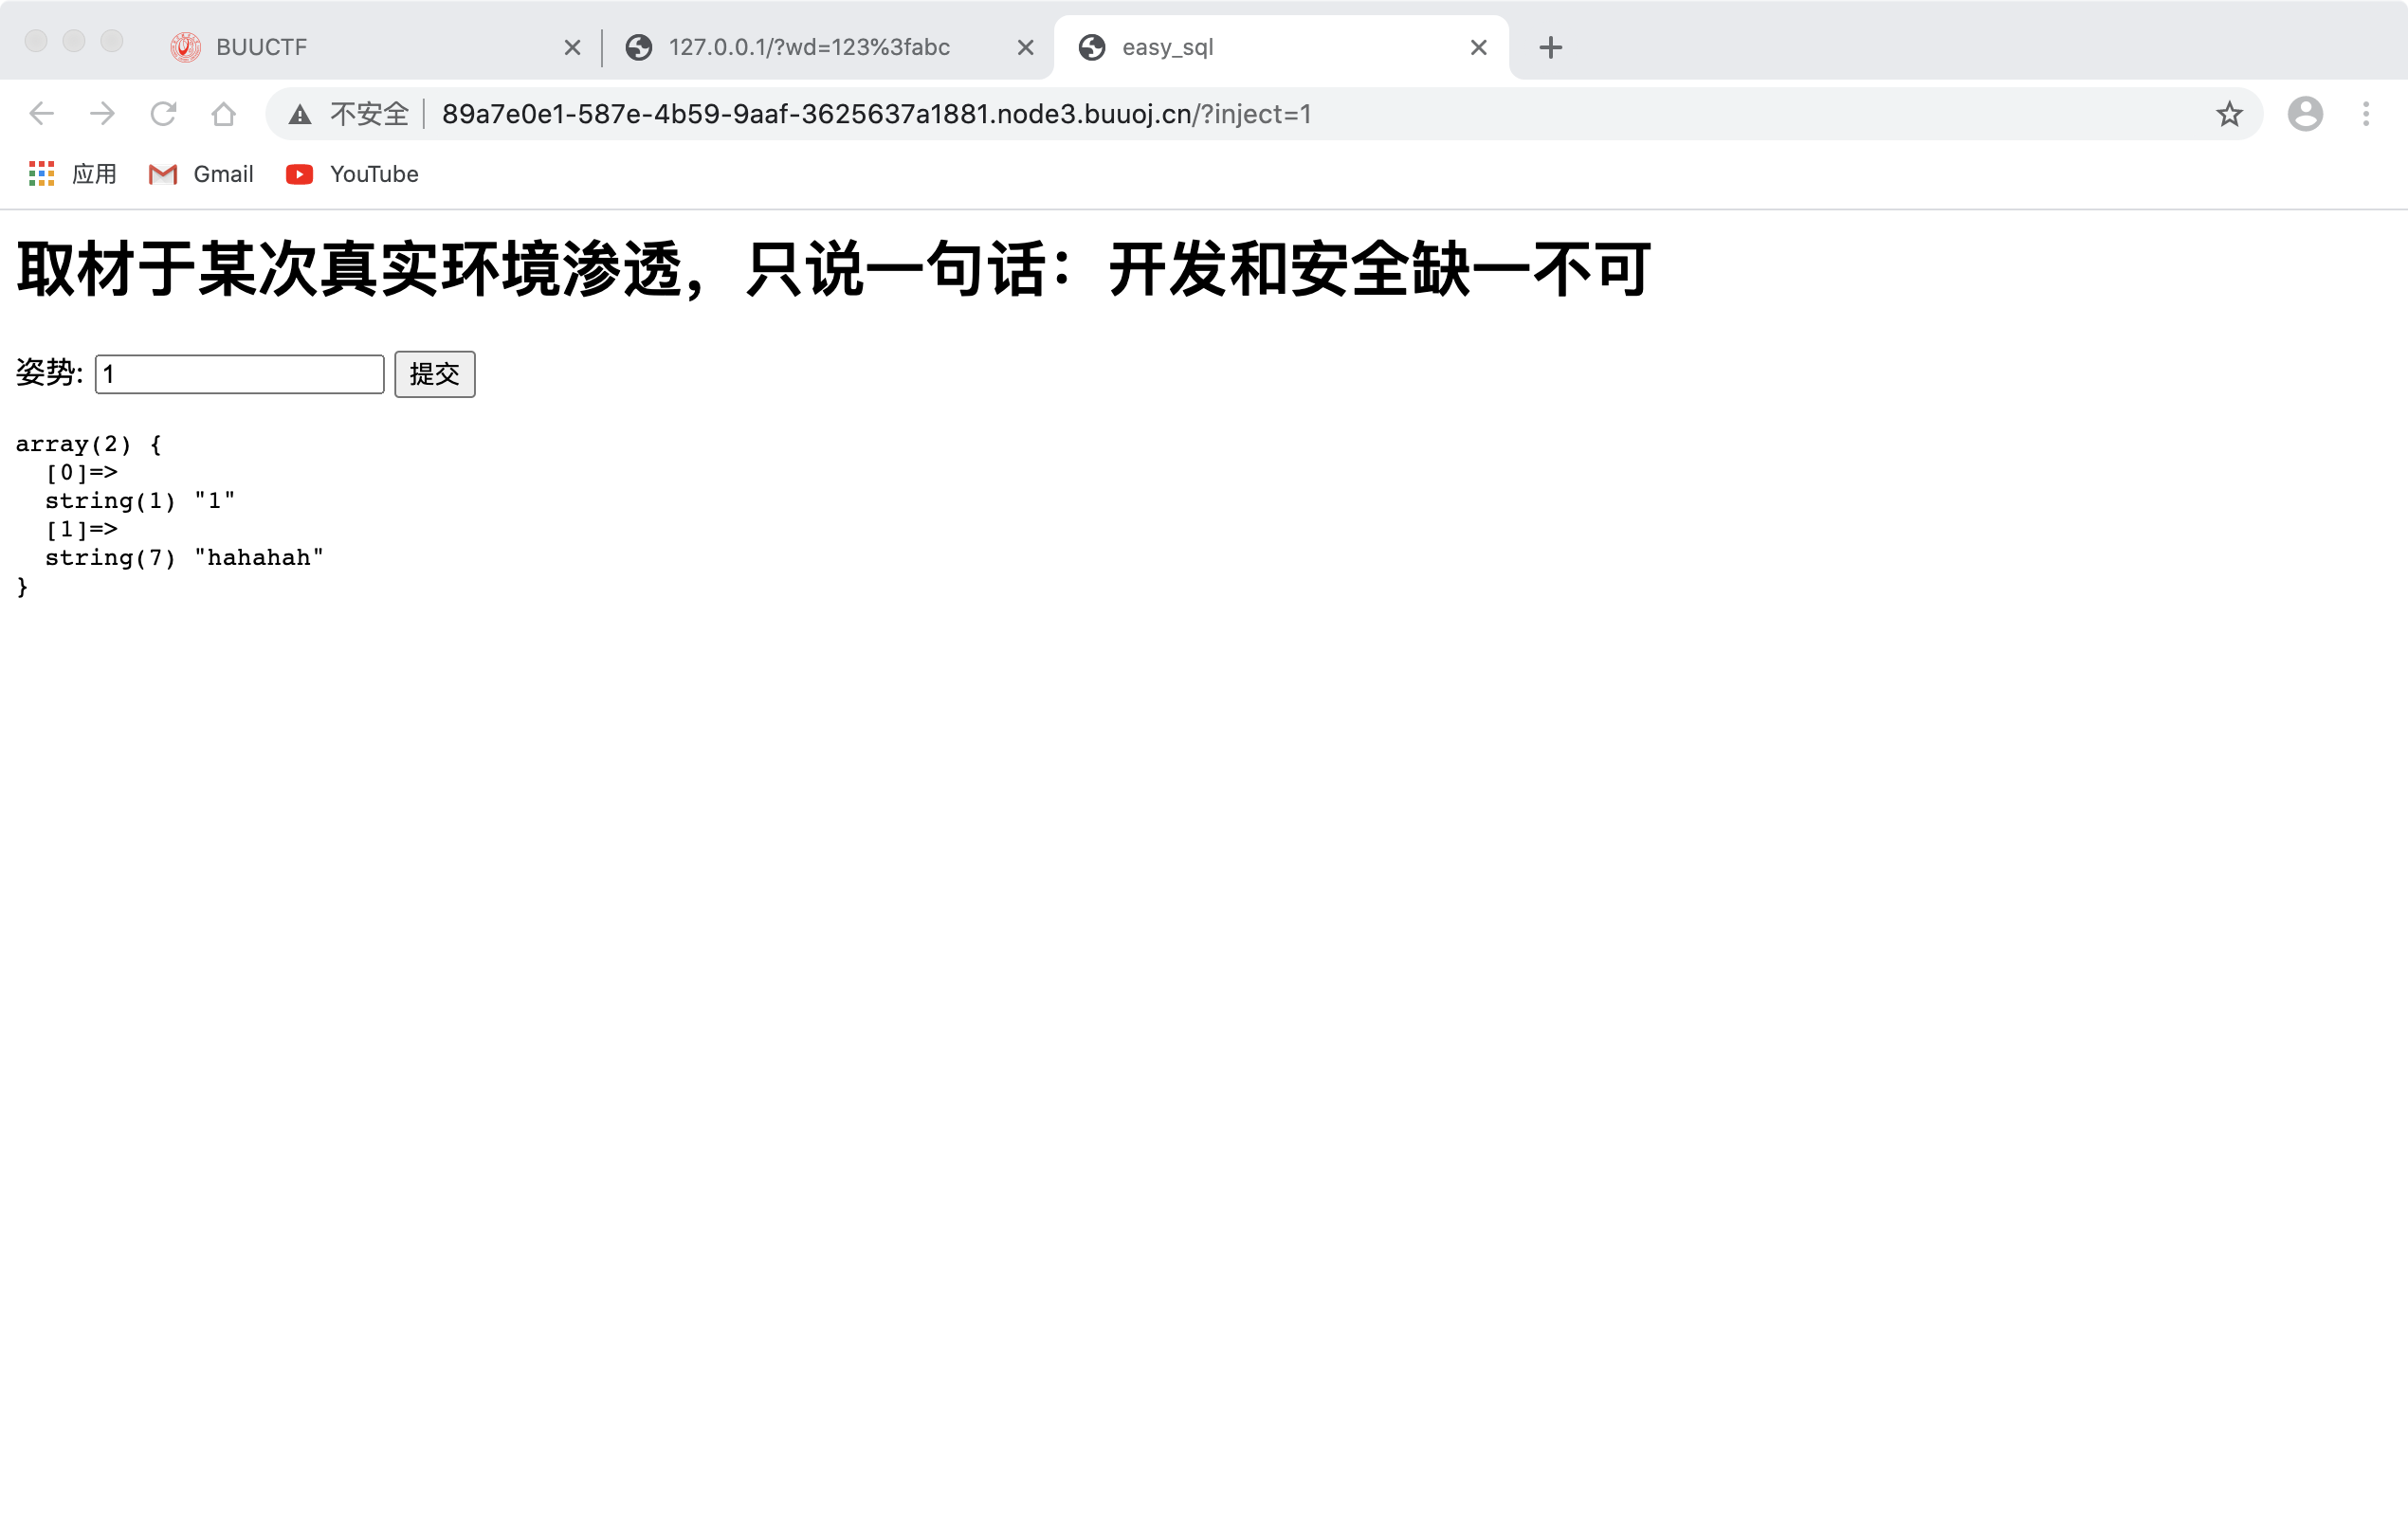 BUUCTF
127.0.0.1/?wd=123%3fabc
easy_sql
不安全
89a7e0e1-587e-4b59-9aaf-3625637a1881.node3.buuoj.cn/?inject=1
应用
Gmail
YouTube
取材于某次真实环境渗透，只说一句话：开发和安全缺一不可
姿势: 1 提交
array(2) {
  [0]=>
  string(1) "1"
  [1]=>
  string(7) "hahahah"
}